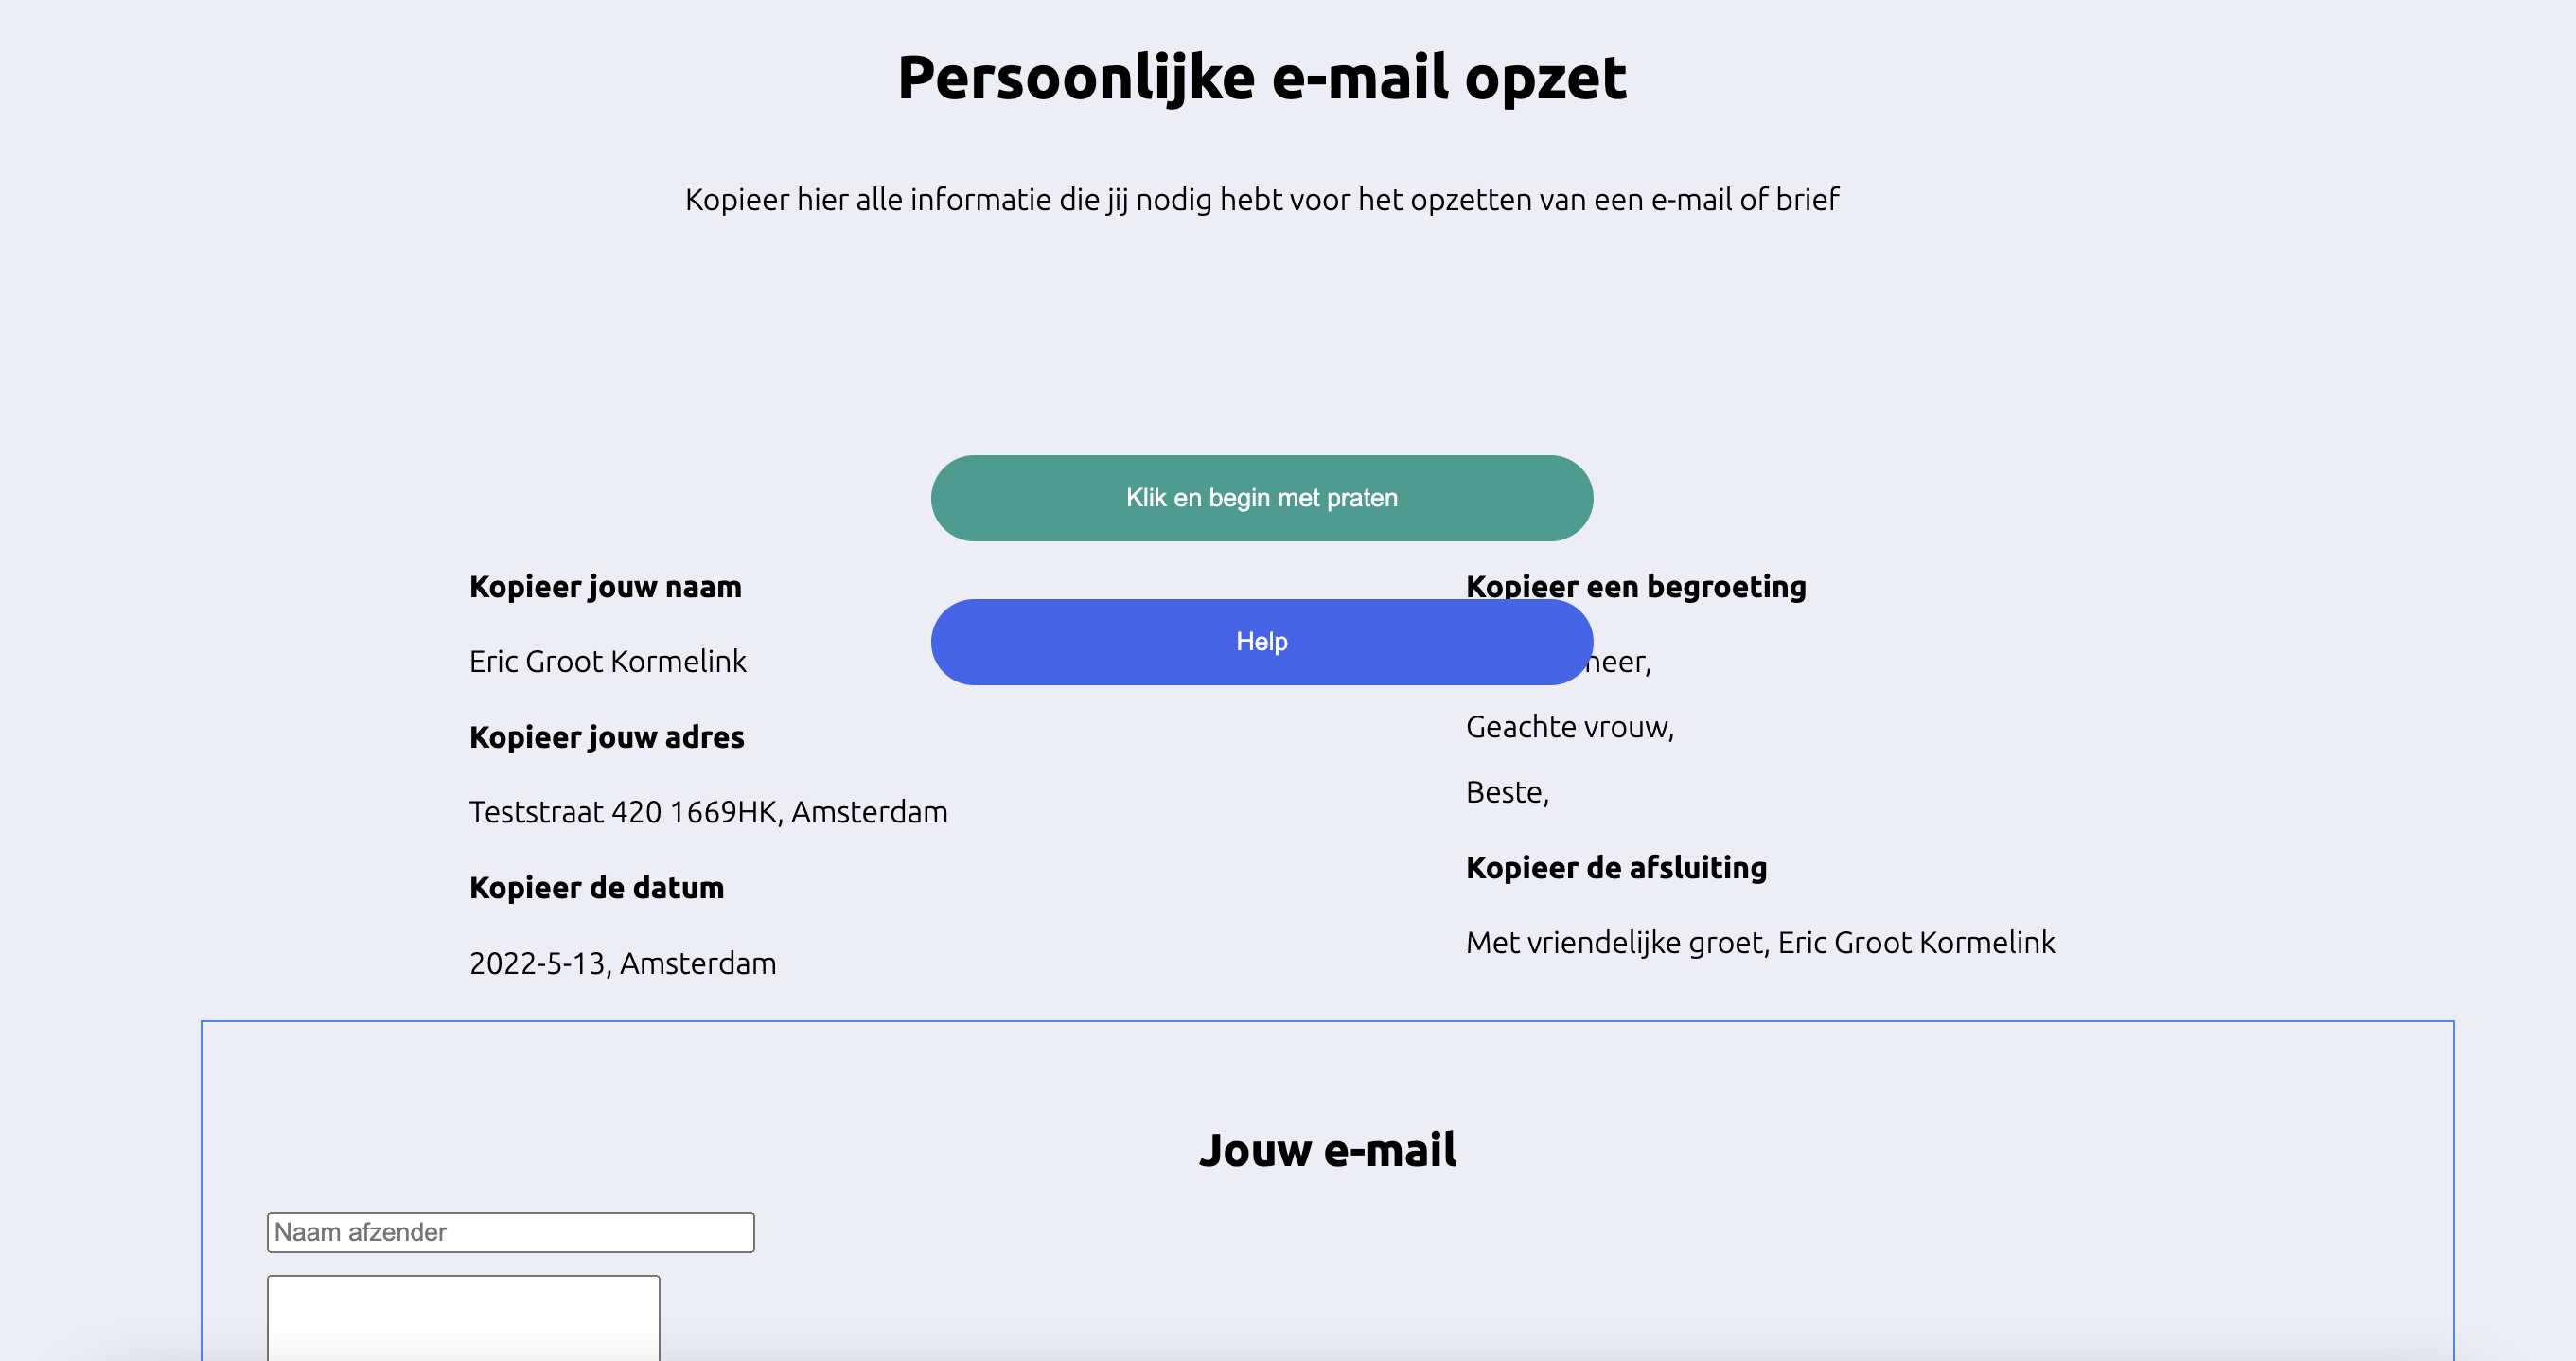 Persoonlijke e-mail opzet
Kopieer hier alle informatie die jij nodig hebt voor het opzetten van een e-mail of brief
Klik en begin met praten
Help
Kopieer jouw naam
Eric Groot Kormelink
Kopieer jouw adres
Teststraat 420 1669HK, Amsterdam
Kopieer de datum
2022-5-13, Amsterdam
Kopieer een begroeting
Geachte vrouw,
Beste,
Kopieer de afsluiting
Met vriendelijke groet, Eric Groot Kormelink
Jouw e-mail
Naam afzender